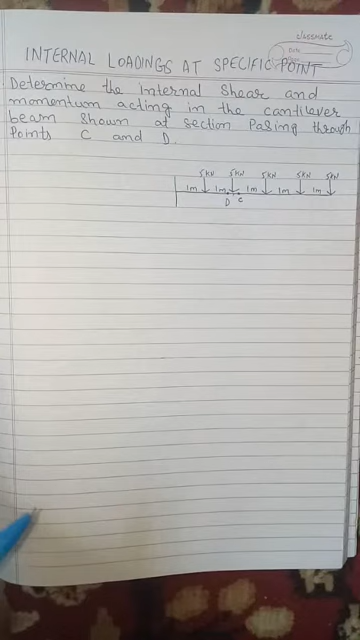 classmate
Date
INTERNAL LOADINGS AT SPECIFIC POINT
Determine the Internal Shear and
momentum acting in the cantilever
beam shown at section Pasing through
Points C and D.
5kN 5kN 5kN 5kN 5kN
1m 1m 1m 1m 1m
D C